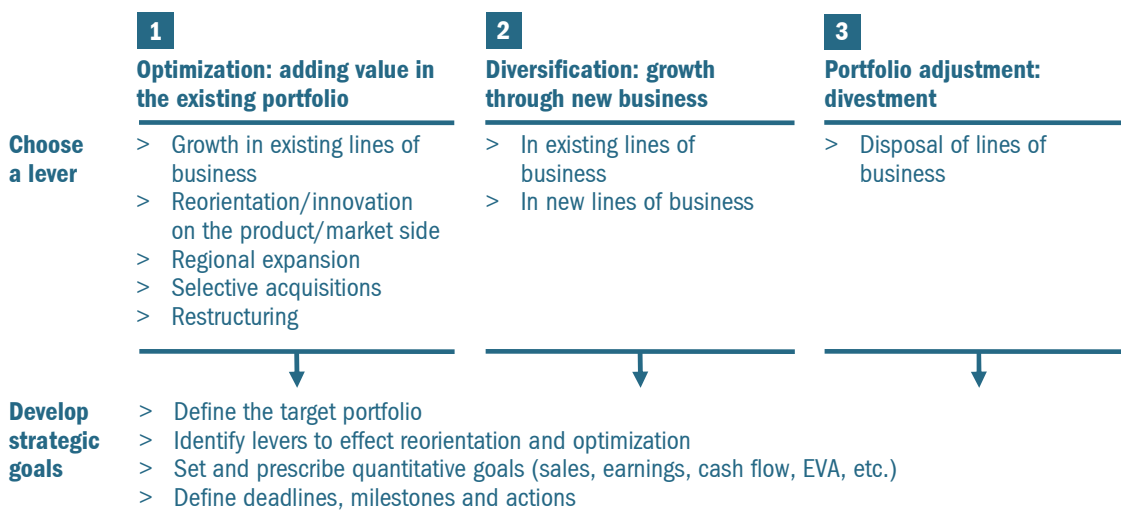 1
Optimization: adding value in
the existing portfolio
2
Diversification: growth
through new business
3
Portfolio adjustment:
divestment
Choose
a lever
> Growth in existing lines of
business
> Reorientation/innovation
on the product/market side
> Regional expansion
> Selective acquisitions
> Restructuring
> In existing lines of
business
> In new lines of business
> Disposal of lines of
business
Develop
strategic
goals
> Define the target portfolio
> Identify levers to effect reorientation and optimization
> Set and prescribe quantitative goals (sales, earnings, cash flow, EVA, etc.)
> Define deadlines, milestones and actions